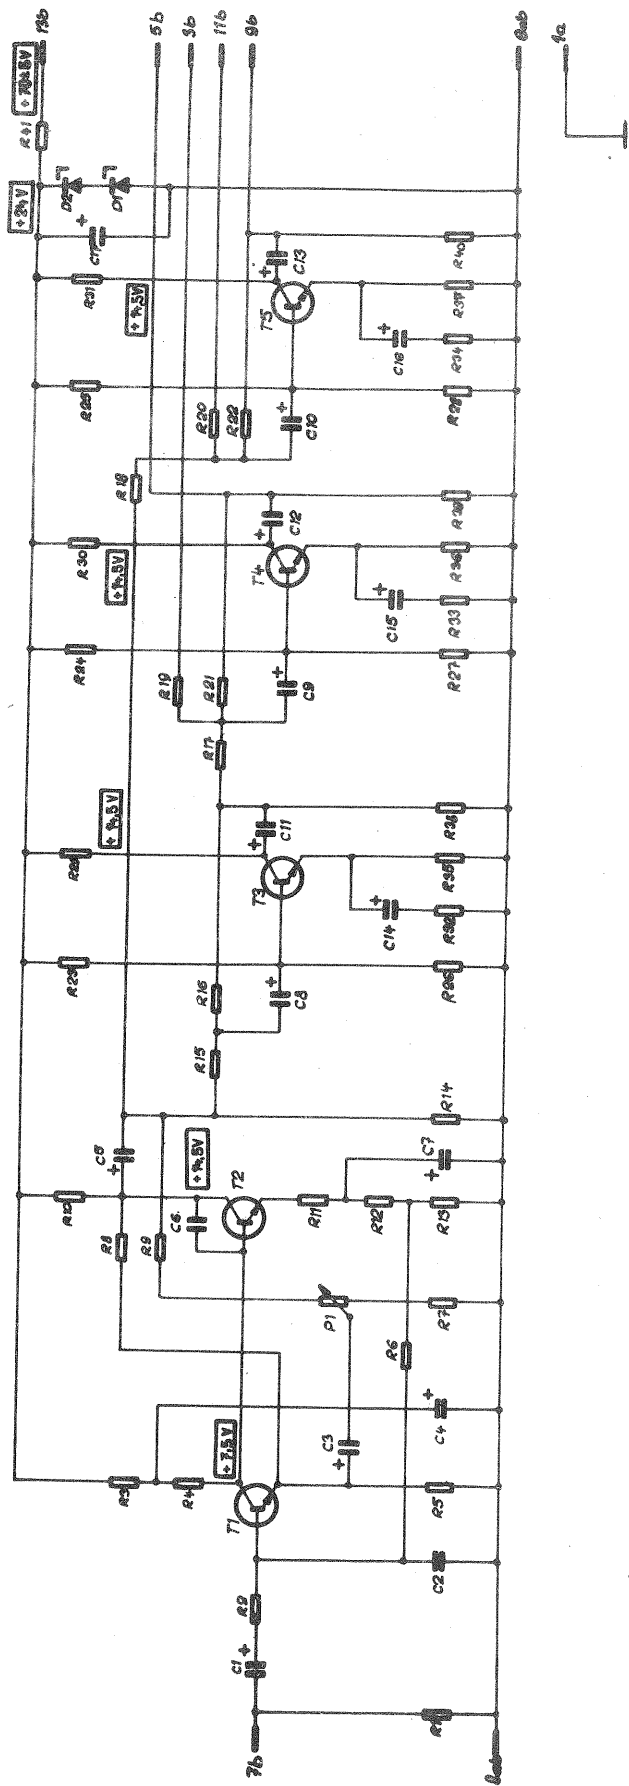 13b
5b
3b
11b
9b
1a
R41
+24V
D2
D1
C17
R31
+14,5V
C13
R40
T5
R37
C16
R34
R25
R20
R22
C10
R28
R18
C12
R39
R30
+14,5V
T4
R36
C15
R33
R24
R19
R21
C9
R27
R17
+14,5V
C11
R29
T3
R35
C14
R32
R23
R16
C8
R26
R15
R14
C5
+14,5V
C7
R10
C6
T2
R11
R12
R13
R8
R9
P1
R7
R6
C3
C4
R3
R4
+7,5V
T1
R5
C2
R2
C1
R1
7b